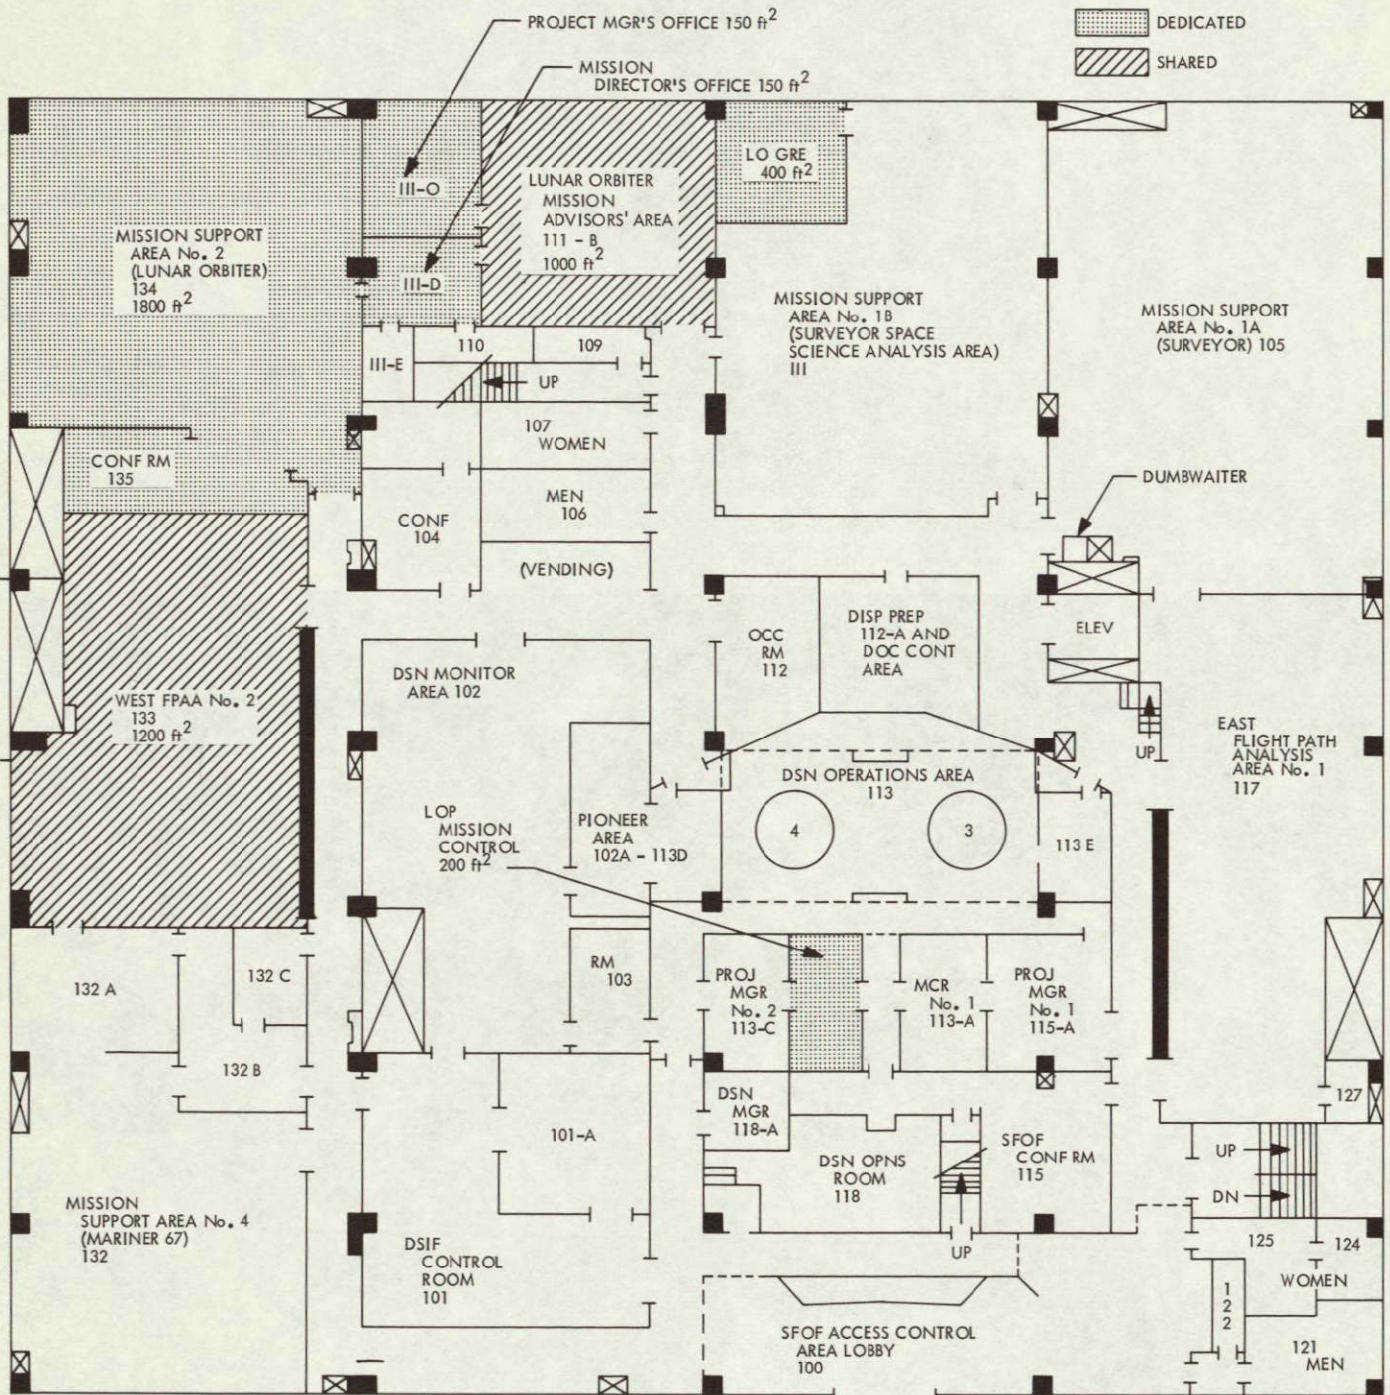 PROJECT MGR'S OFFICE 150 ft²
DEDICATED
SHARED
MISSION
DIRECTOR'S OFFICE 150 ft²
III-O
III-D
LUNAR ORBITER
MISSION
ADVISORS' AREA
111 - B
1000 ft²
LO GRE
400 ft²
MISSION SUPPORT
AREA No. 2
(LUNAR ORBITER)
134
1800 ft²
MISSION SUPPORT
AREA No. 1B
(SURVEYOR SPACE
SCIENCE ANALYSIS AREA)
III
MISSION SUPPORT
AREA No. 1A
(SURVEYOR) 105
110
109
III-E
UP
107
WOMEN
CONF RM
135
MEN
106
CONF
104
(VENDING)
DUMBWAITER
OCC
RM
112
DISP PREP
112-A AND
DOC CONT
AREA
ELEV
UP
DSN MONITOR
AREA 102
WEST FPAA No. 2
133
1200 ft²
EAST
FLIGHT PATH
ANALYSIS
AREA No. 1
117
DSN OPERATIONS AREA
113
4
3
113 E
LOP
MISSION
CONTROL
200 ft²
PIONEER
AREA
102A - 113D
132 A
132 C
132 B
RM
103
PROJ
MGR
No. 2
113-C
MCR
No. 1
113-A
PROJ
MGR
No. 1
115-A
127
DSN
MGR
118-A
101-A
DSN OPNS
ROOM
118
SFOF
CONF RM
115
UP
UP
DN
MISSION
SUPPORT AREA No. 4
(MARINER 67)
132
DSIF
CONTROL
ROOM
101
125
124
WOMEN
122
121
MEN
SFOF ACCESS CONTROL
AREA LOBBY
100